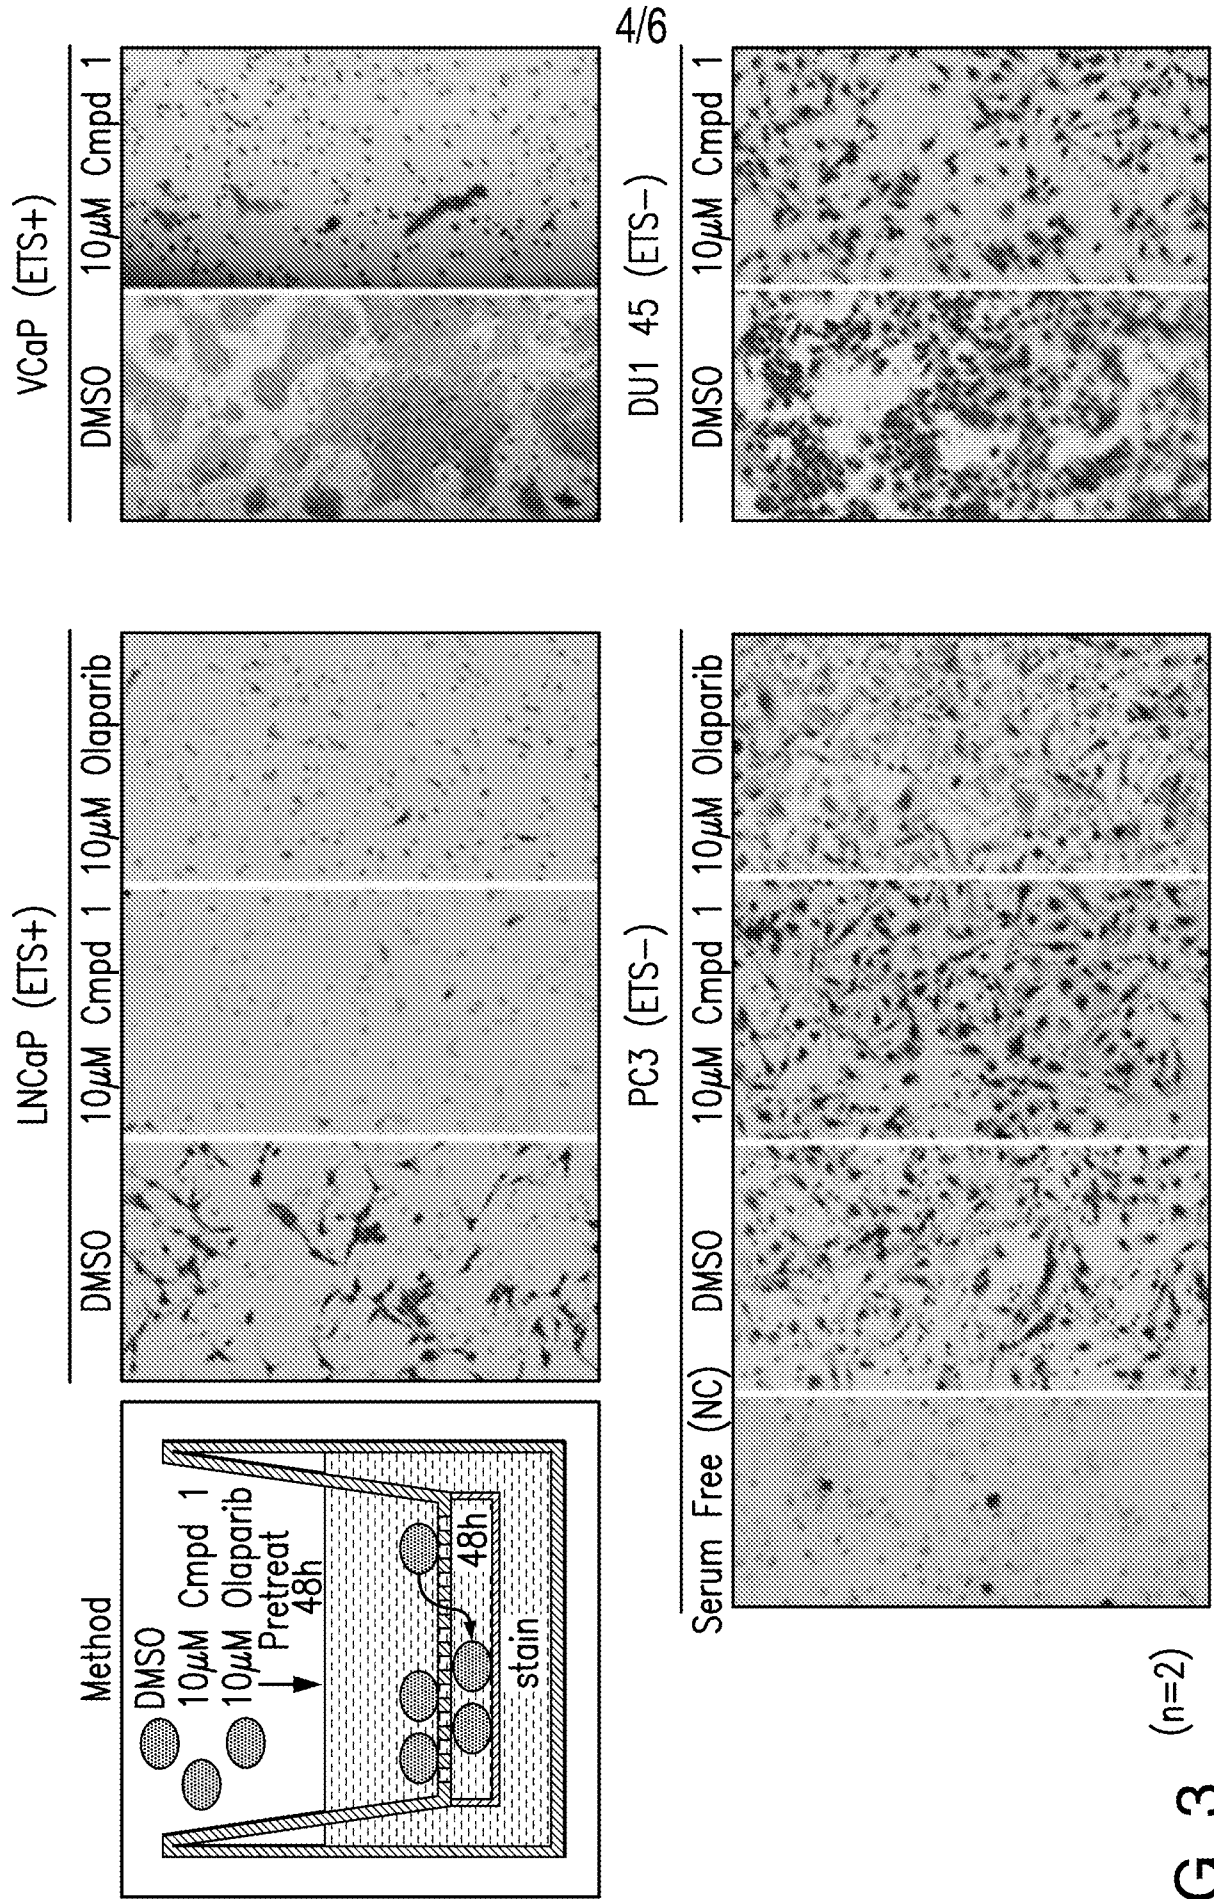 4/6
Method
DMSO
10μM Cmpd 1
10μM Olaparib
Pretreat
48h
48h
stain
LNCaP (ETS+)
DMSO 10μM Cmpd 1 10μM Olaparib
VCaP (ETS+)
DMSO 10μM Cmpd 1
PC3 (ETS−)
Serum Free (NC) DMSO 10μM Cmpd 1 10μM Olaparib
DU1 45 (ETS−)
DMSO 10μM Cmpd 1
(n=2)
G 3